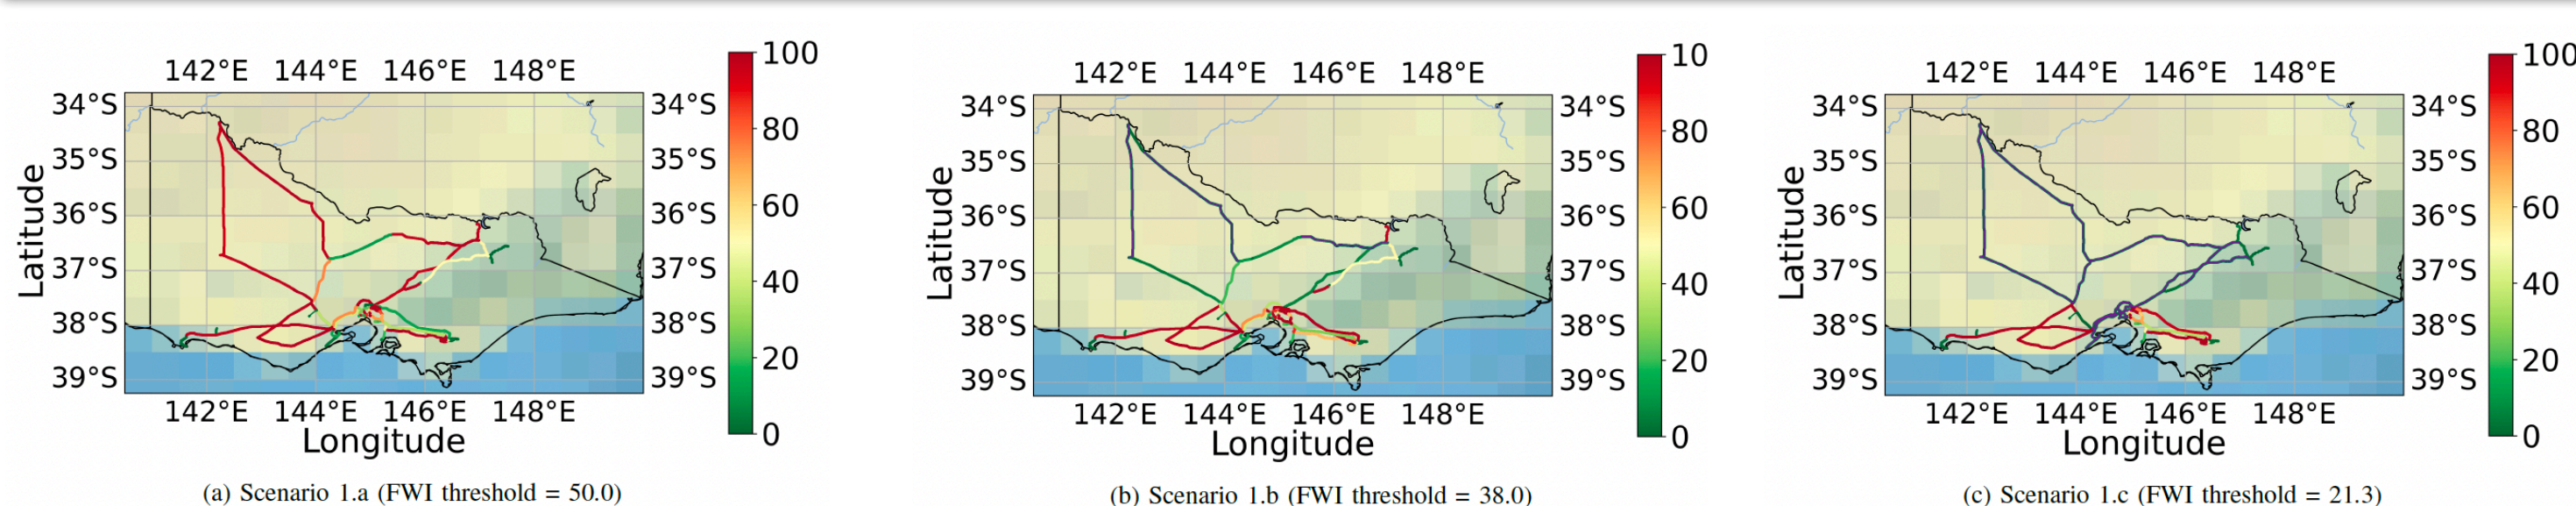 142°E 144°E 146°E 148°E
100
34°S 34°S
80
35°S 35°S
60
36°S 36°S
40
37°S 37°S
20
38°S 38°S
39°S 39°S
0
142°E 144°E 146°E 148°E
Latitude
Longitude
(a) Scenario 1.a (FWI threshold = 50.0)
142°E 144°E 146°E 148°E
10
34°S 34°S
80
35°S 35°S
60
36°S 36°S
40
37°S 37°S
20
38°S 38°S
39°S 39°S
0
142°E 144°E 146°E 148°E
Latitude
Longitude
(b) Scenario 1.b (FWI threshold = 38.0)
142°E 144°E 146°E 148°E
100
34°S 34°S
80
35°S 35°S
60
36°S 36°S
40
37°S 37°S
20
38°S 38°S
39°S 39°S
0
142°E 144°E 146°E 148°E
Latitude
Longitude
(c) Scenario 1.c (FWI threshold = 21.3)